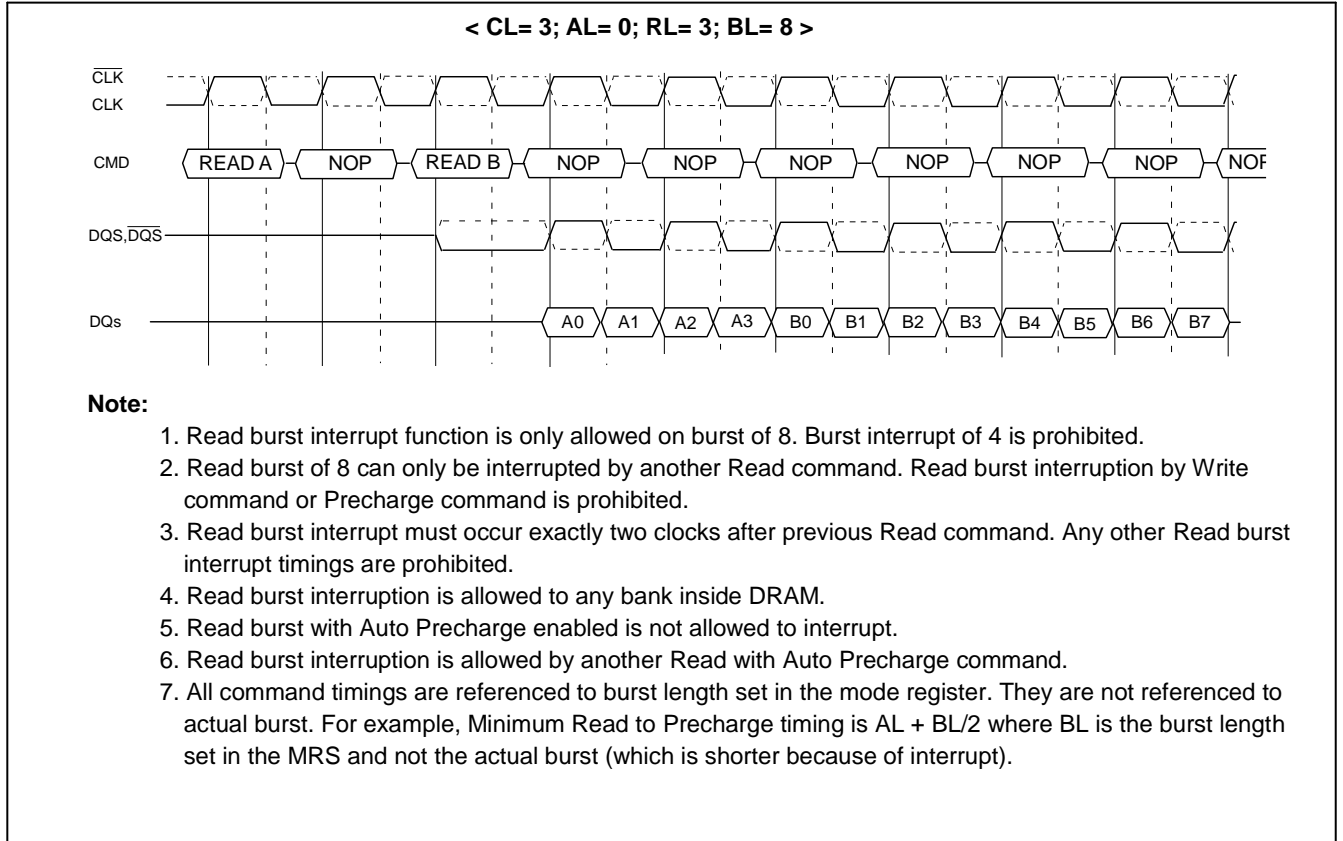 < CL= 3; AL= 0; RL= 3; BL= 8 >
CLK
CLK
CMD READ A NOP READ B NOP NOP NOP NOP NOP NOP NOP
DQS,DQS
DQs A0 A1 A2 A3 B0 B1 B2 B3 B4 B5 B6 B7
Note:
1. Read burst interrupt function is only allowed on burst of 8. Burst interrupt of 4 is prohibited.
2. Read burst of 8 can only be interrupted by another Read command. Read burst interruption by Write
command or Precharge command is prohibited.
3. Read burst interrupt must occur exactly two clocks after previous Read command. Any other Read burst
interrupt timings are prohibited.
4. Read burst interruption is allowed to any bank inside DRAM.
5. Read burst with Auto Precharge enabled is not allowed to interrupt.
6. Read burst interruption is allowed by another Read with Auto Precharge command.
7. All command timings are referenced to burst length set in the mode register. They are not referenced to
actual burst. For example, Minimum Read to Precharge timing is AL + BL/2 where BL is the burst length
set in the MRS and not the actual burst (which is shorter because of interrupt).